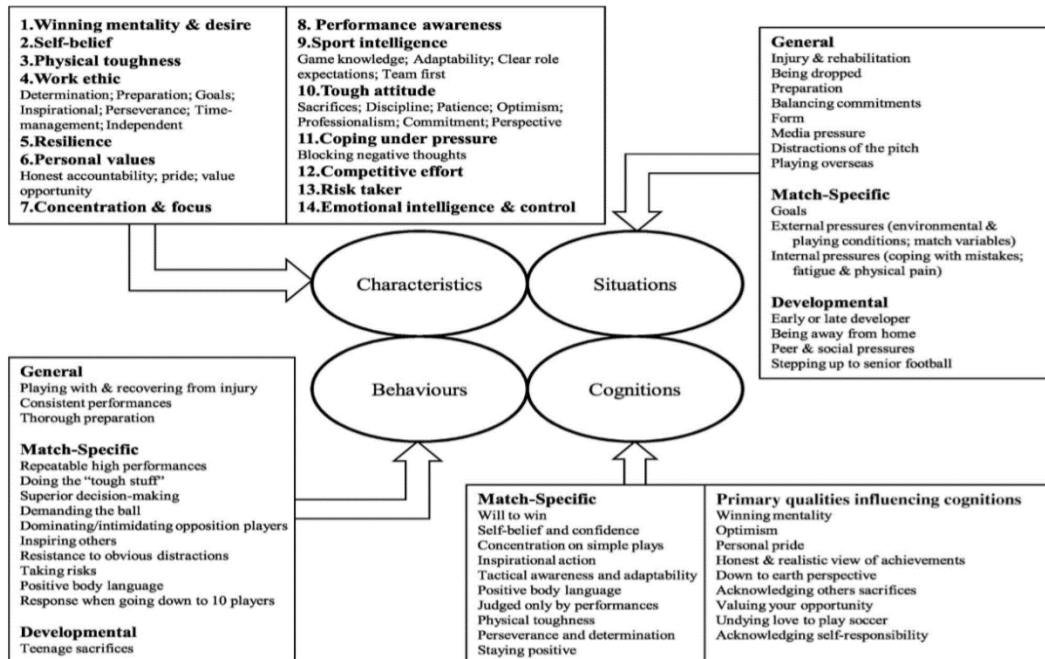 1.Winning mentality & desire
2.Self-belief
3.Physical toughness
4.Work ethic
Determination; Preparation; Goals;
Inspirational; Perseverance; Time-
management; Independent
5.Resilience
6.Personal values
Honest accountability; pride; value
opportunity
7.Concentration & focus
8. Performance awareness
9.Sport intelligence
Game knowledge; Adaptability; Clear role
expectations; Team first
10.Tough attitude
Sacrifices; Discipline; Patience; Optimism;
Professionalism; Commitment; Perspective
11.Coping under pressure
Blocking negative thoughts
12.Competitive effort
13.Risk taker
14.Emotional intelligence & control
General
Injury & rehabilitation
Being dropped
Preparation
Balancing commitments
Form
Media pressure
Distractions of the pitch
Playing overseas
Match-Specific
Goals
External pressures (environmental &
playing conditions; match variables)
Internal pressures (coping with mistakes;
fatigue & physical pain)
Developmental
Early or late developer
Being away from home
Peer & social pressures
Stepping up to senior football
Characteristics
Situations
Behaviours
Cognitions
General
Playing with & recovering from injury
Consistent performances
Thorough preparation
Match-Specific
Repeatable high performances
Doing the “tough stuff”
Superior decision-making
Demanding the ball
Dominating/intimidating opposition players
Inspiring others
Resistance to obvious distractions
Taking risks
Positive body language
Response when going down to 10 players
Developmental
Teenage sacrifices
Match-Specific
Will to win
Self-belief and confidence
Concentration on simple plays
Inspirational action
Tactical awareness and adaptability
Positive body language
Judged only by performances
Physical toughness
Perseverance and determination
Staying positive
Primary qualities influencing cognitions
Winning mentality
Optimism
Personal pride
Honest & realistic view of achievements
Down to earth perspective
Acknowledging others sacrifices
Valuing your opportunity
Undying love to play soccer
Acknowledging self-responsibility